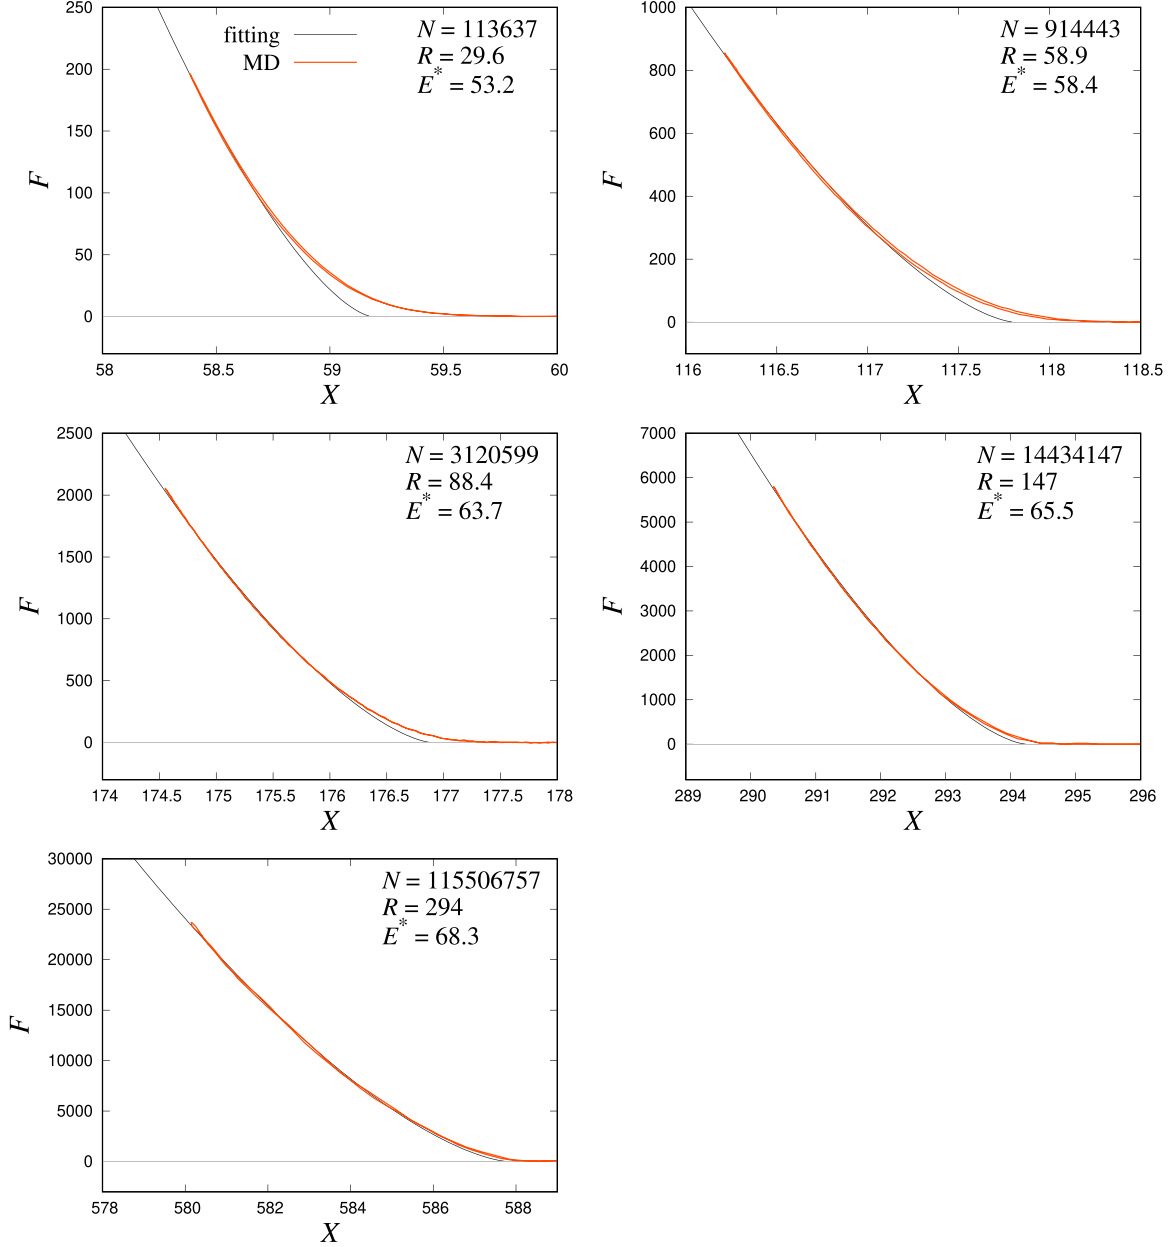 250
200
150
100
50
0
F
fitting
MD
N = 113637
R = 29.6
E* = 53.2
58 58.5 59 59.5 60
X
1000
800
600
400
200
0
F
N = 914443
R = 58.9
E* = 58.4
116 116.5 117 117.5 118 118.5
X
2500
2000
1500
1000
500
0
F
N = 3120599
R = 88.4
E* = 63.7
174 174.5 175 175.5 176 176.5 177 177.5 178
X
7000
6000
5000
4000
3000
2000
1000
0
F
N = 14434147
R = 147
E* = 65.5
289 290 291 292 293 294 295 296
X
30000
25000
20000
15000
10000
5000
0
F
N = 115506757
R = 294
E* = 68.3
578 580 582 584 586 588
X